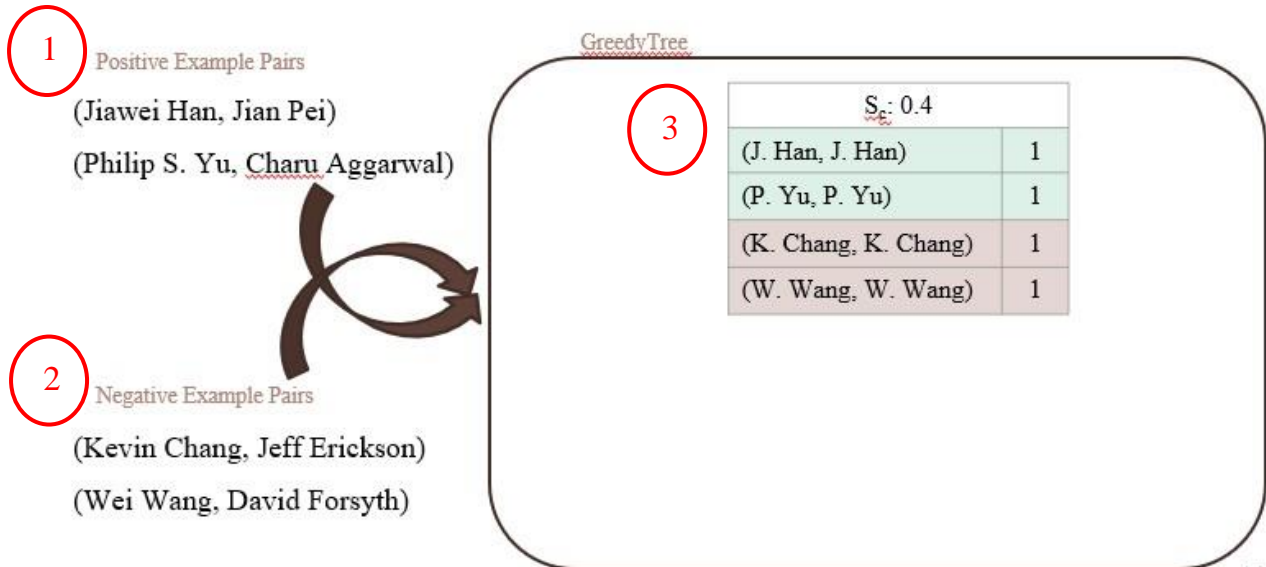 1
Positive Example Pairs
(Jiawei Han, Jian Pei)
(Philip S. Yu, Charu Aggarwal)
2
Negative Example Pairs
(Kevin Chang, Jeff Erickson)
(Wei Wang, David Forsyth)
GreedyTree
3
Sc: 0.4
(J. Han, J. Han) 1
(P. Yu, P. Yu) 1
(K. Chang, K. Chang) 1
(W. Wang, W. Wang) 1